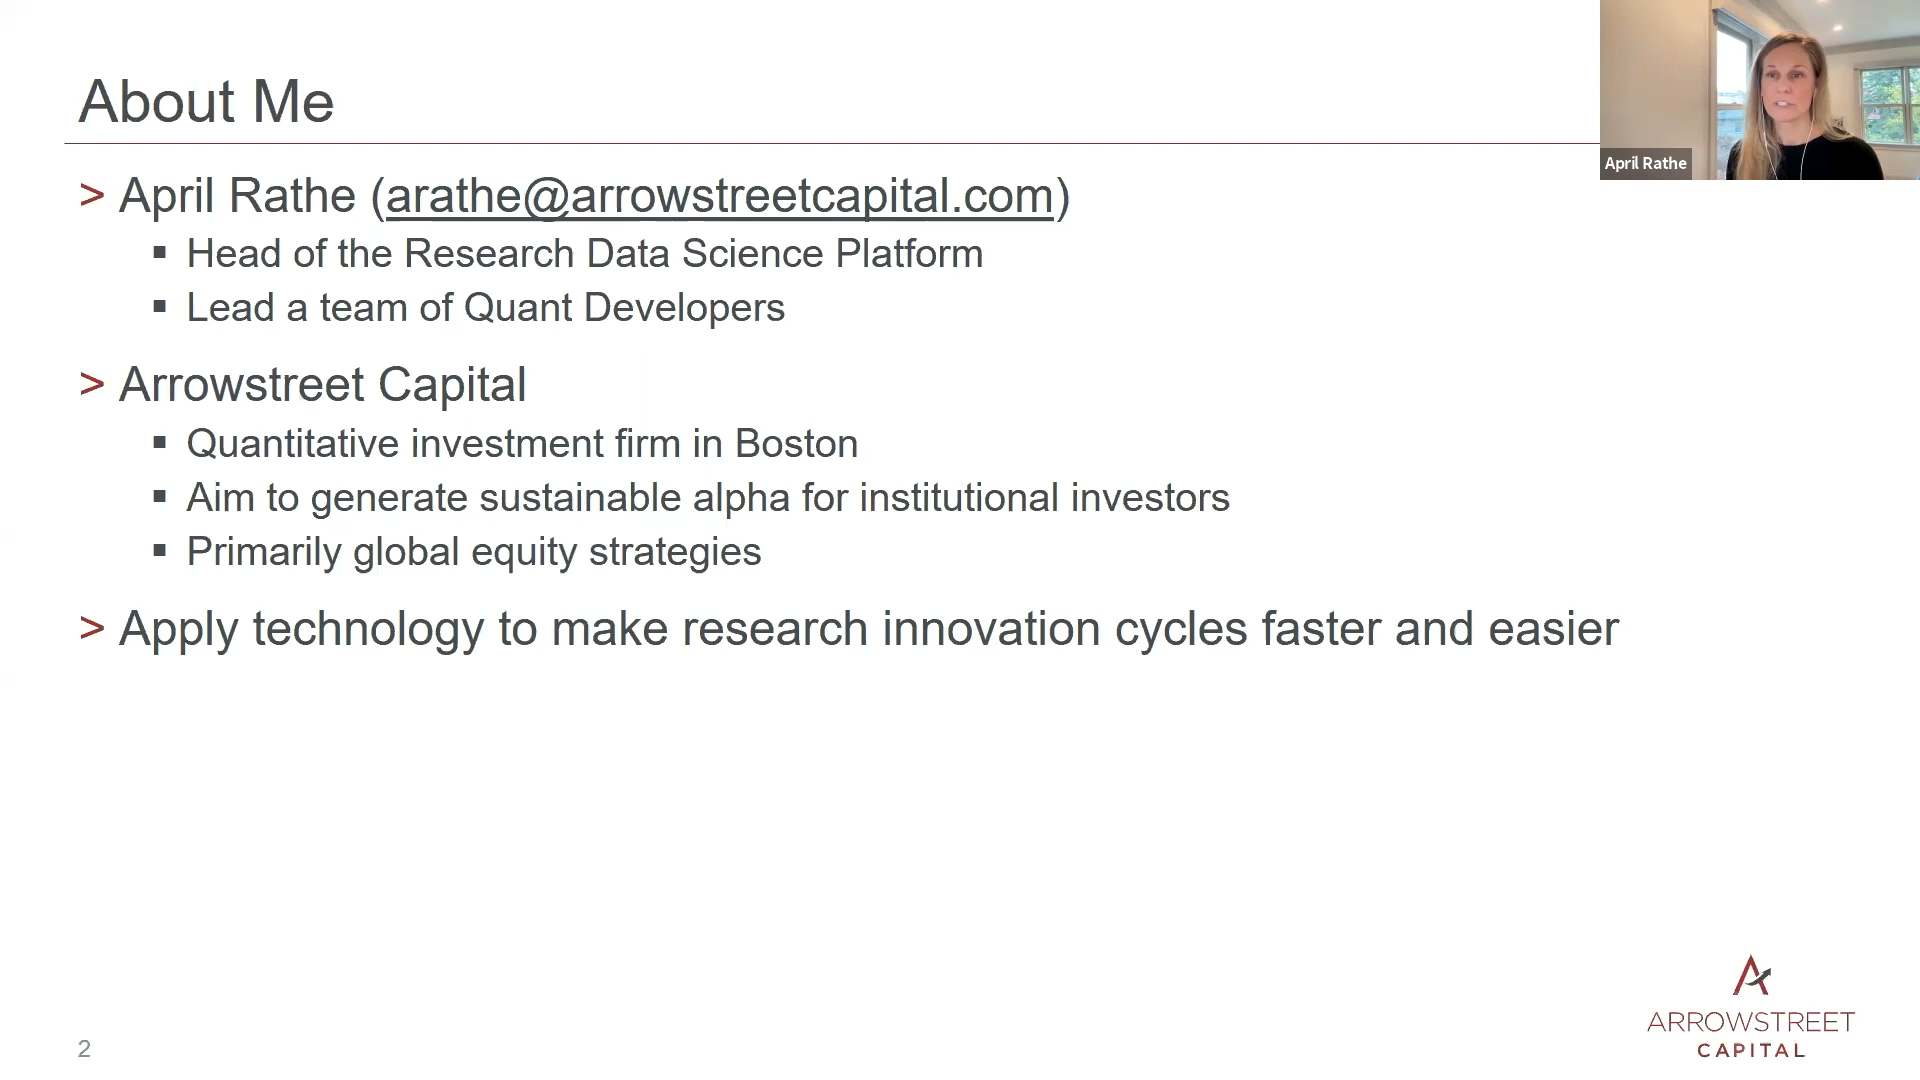 About Me
April Rathe
> April Rathe (arathe@arrowstreetcapital.com)
▪ Head of the Research Data Science Platform
▪ Lead a team of Quant Developers
> Arrowstreet Capital
▪ Quantitative investment firm in Boston
▪ Aim to generate sustainable alpha for institutional investors
▪ Primarily global equity strategies
> Apply technology to make research innovation cycles faster and easier
ARROWSTREET
CAPITAL
2